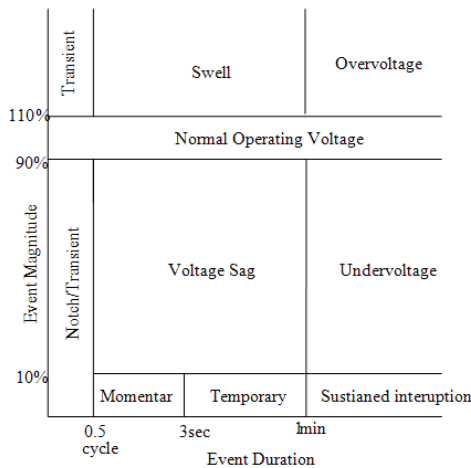 Transient
Swell
Overvoltage
110%
Normal Operating Voltage
90%
Event Magnitude
Notch/Transient
Voltage Sag
Undervoltage
10%
Momentar
Temporary
Sustianed interuption
0.5
cycle
3sec
1min
Event Duration